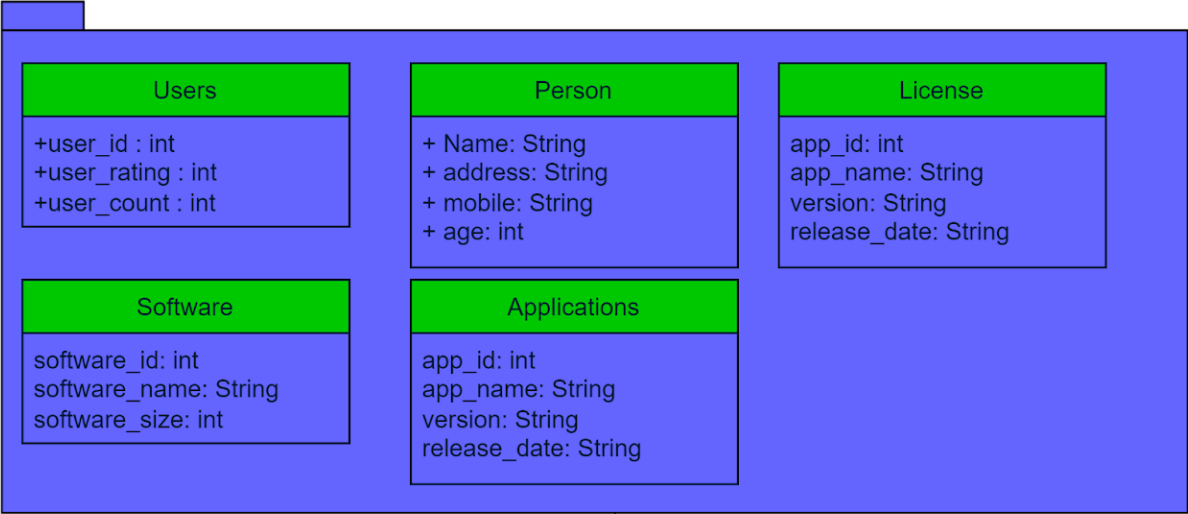 Users
+user_id : int
+user_rating : int
+user_count : int
Person
+ Name: String
+ address: String
+ mobile: String
+ age: int
License
app_id: int
app_name: String
version: String
release_date: String
Software
software_id: int
software_name: String
software_size: int
Applications
app_id: int
app_name: String
version: String
release_date: String